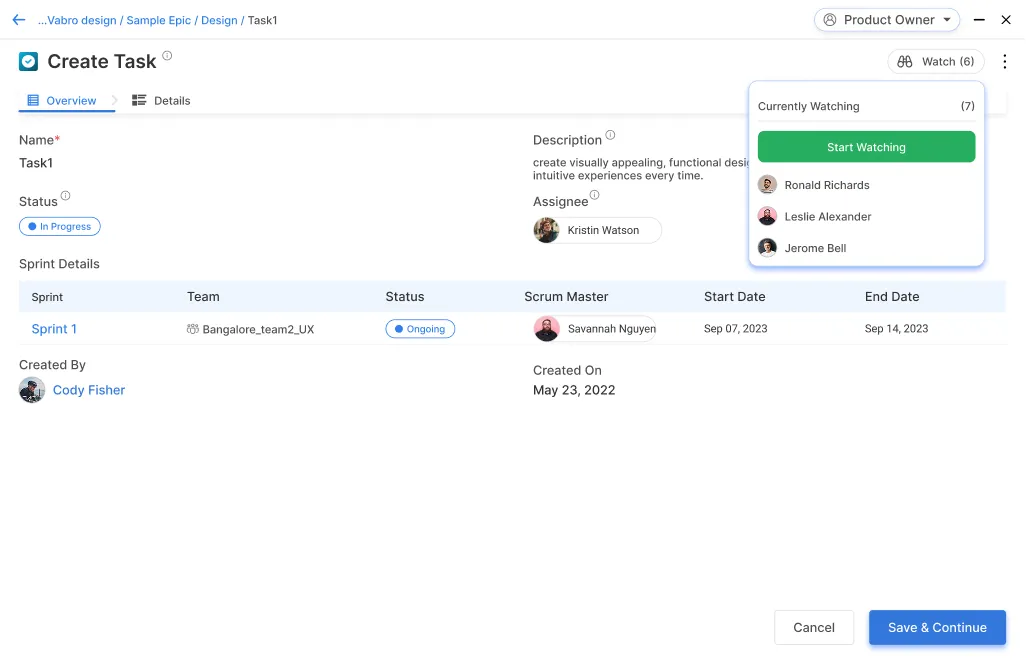 ...Vabro design / Sample Epic / Design / Task1
Product Owner
Create Task
Watch (6)
Overview
Details
Currently Watching (7)
Start Watching
Ronald Richards
Leslie Alexander
Jerome Bell
Name*
Task1
Description
create visually appealing, functional desig
intuitive experiences every time.
Status
In Progress
Assignee
Kristin Watson
Sprint Details
Sprint Team Status Scrum Master Start Date End Date
Sprint 1 Bangalore_team2_UX Ongoing Savannah Nguyen Sep 07, 2023 Sep 14, 2023
Created By
Cody Fisher
Created On
May 23, 2022
Cancel
Save & Continue